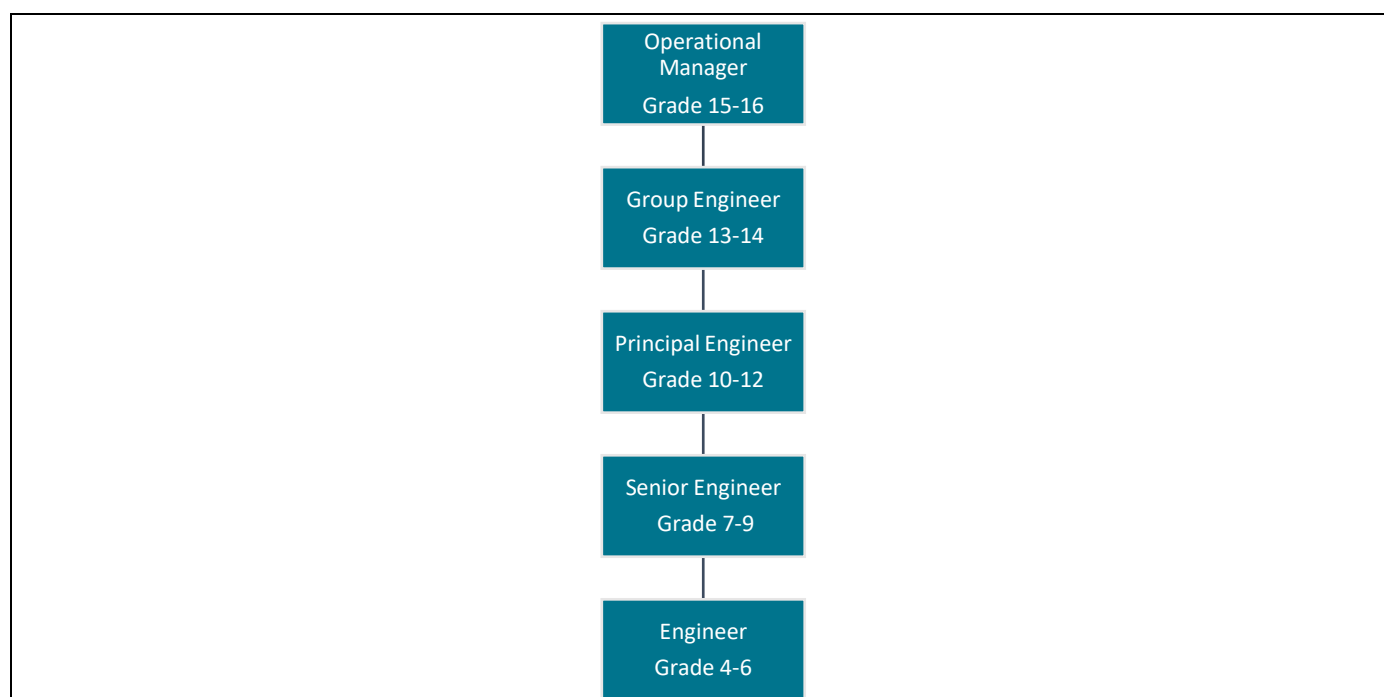 Operational
Manager
Grade 15-16
Group Engineer
Grade 13-14
Principal Engineer
Grade 10-12
Senior Engineer
Grade 7-9
Engineer
Grade 4-6